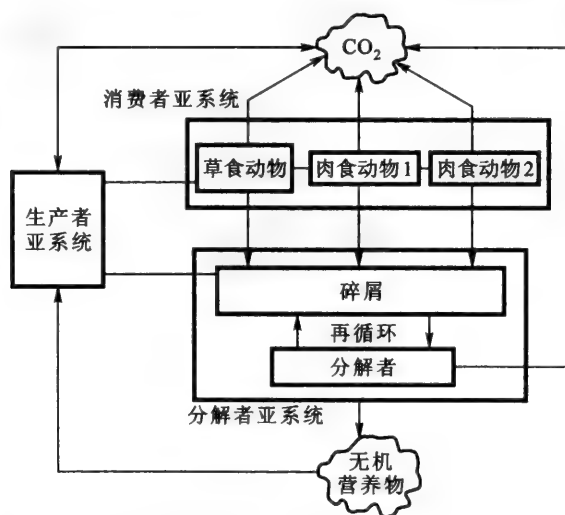 CO₂
消费者亚系统
草食动物
肉食动物1
肉食动物2
生产者
亚系统
碎屑
再循环
分解者
分解者亚系统
无机
营养物